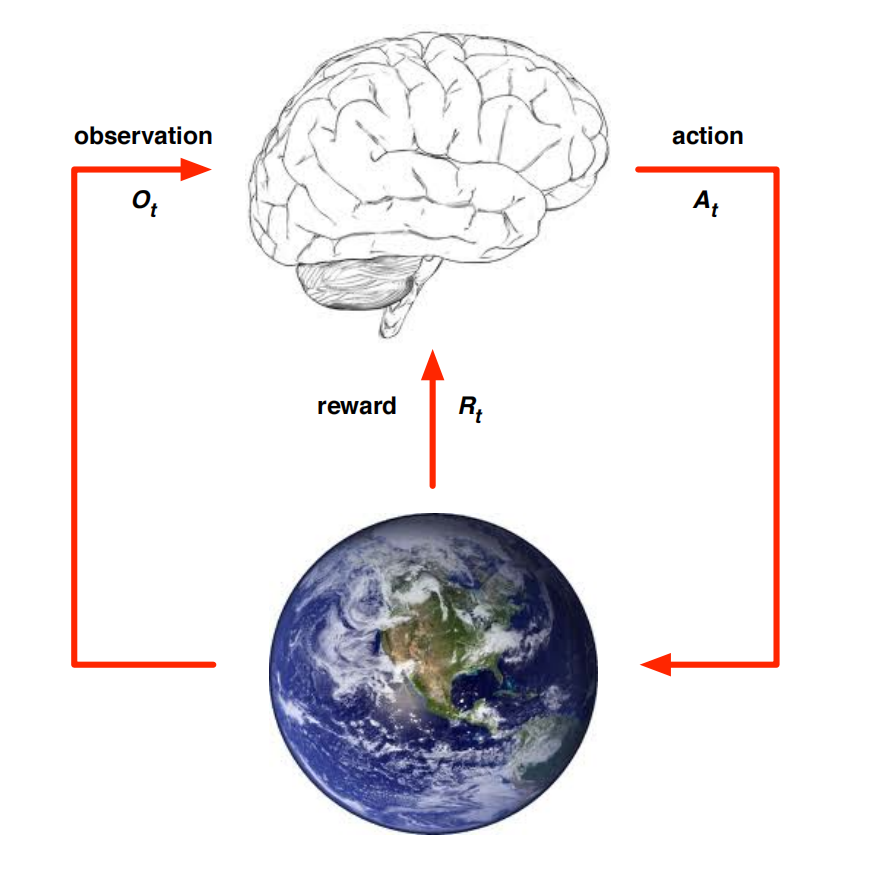 observation
O_t
action
A_t
reward
R_t